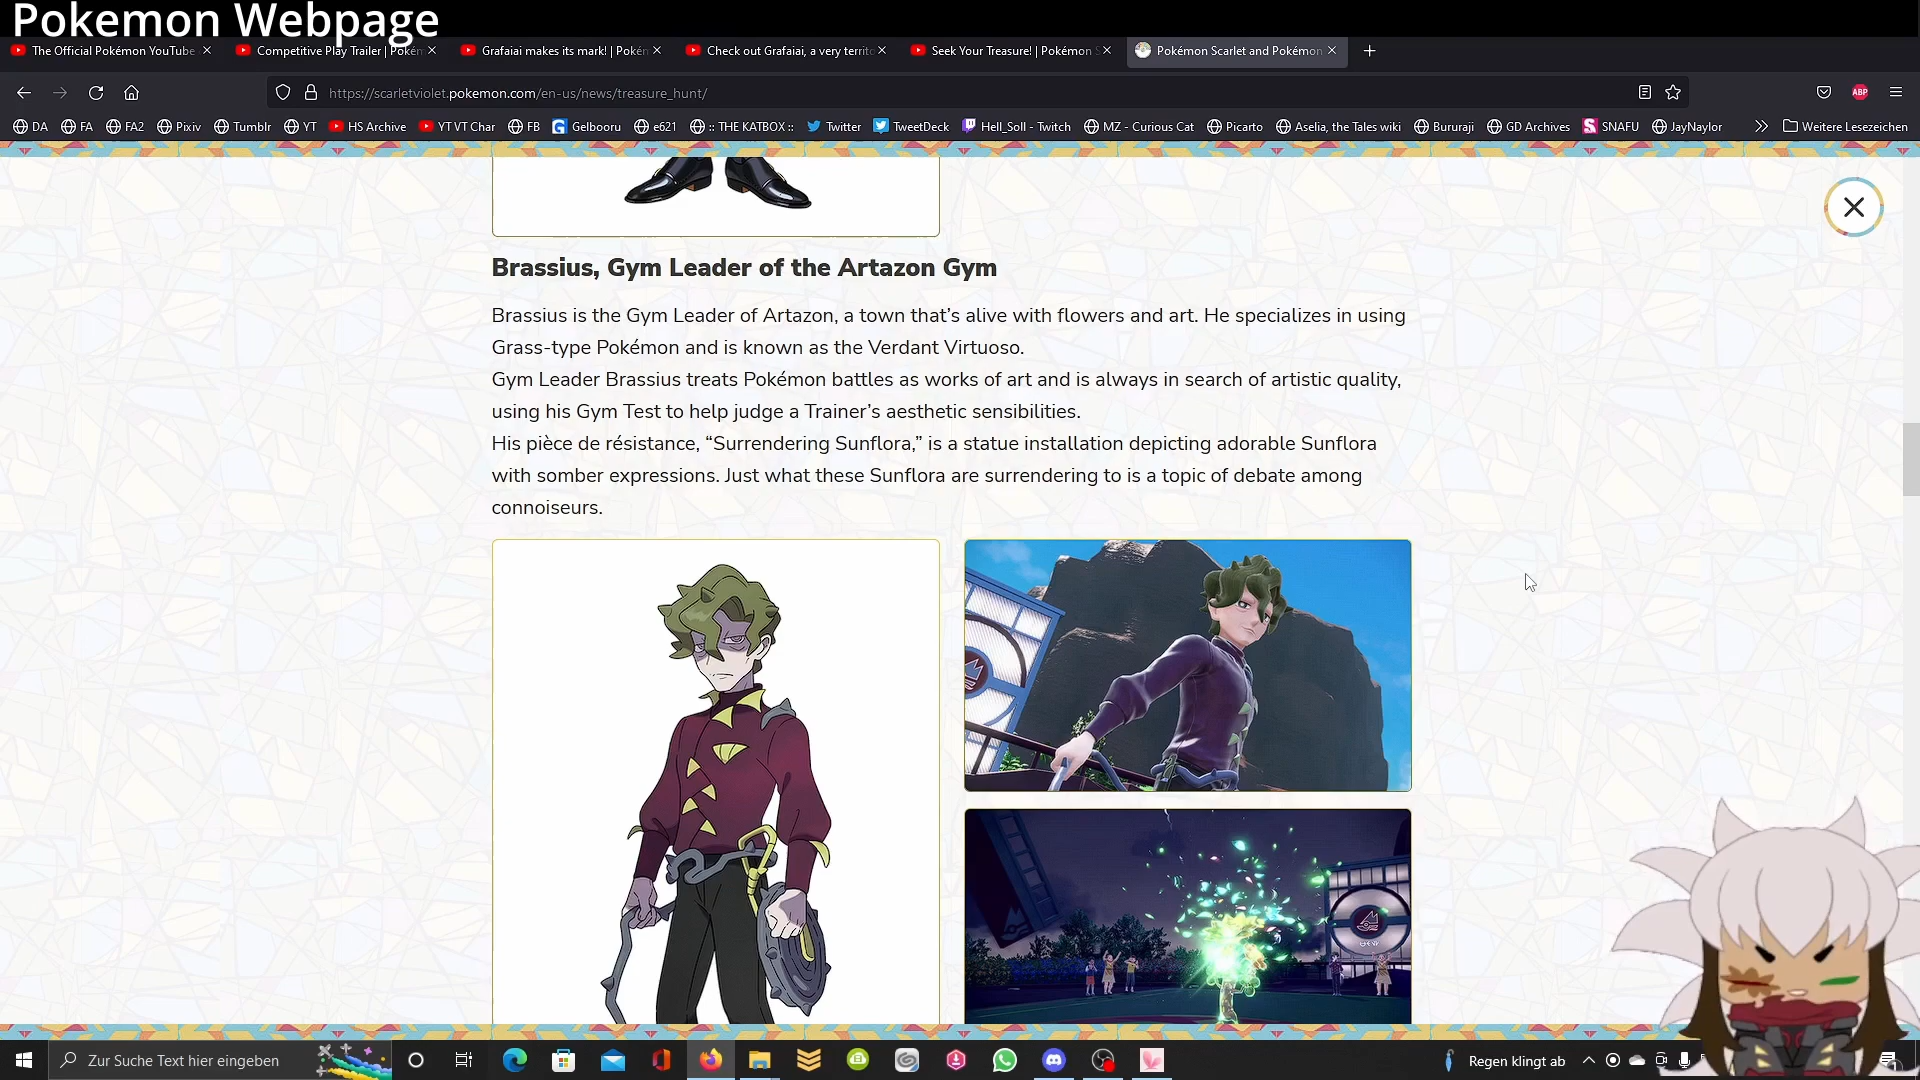 Pokemon Webpage
The Official Pokémon YouTube
Competitive Play Trailer | Pokém
Grafaiai makes its mark! | Pokén
Check out Grafaiai, a very territo
Seek Your Treasure! | Pokémon S
Pokémon Scarlet and Pokémon
https://scarletviolet.pokemon.com/en-us/news/treasure_hunt/
ABP
DA FA FA2 Pixiv Tumblr YT HS Archive YT VT Char FB Gelbooru e621 :: THE KATBOX :: Twitter TweetDeck Hell_Soll - Twitch MZ - Curious Cat Picarto Aselia, the Tales wiki Bururaji GD Archives SNAFU JayNaylor Weitere Lesezeichen
Brassius, Gym Leader of the Artazon Gym
Brassius is the Gym Leader of Artazon, a town that’s alive with flowers and art. He specializes in using
Grass-type Pokémon and is known as the Verdant Virtuoso.
Gym Leader Brassius treats Pokémon battles as works of art and is always in search of artistic quality,
using his Gym Test to help judge a Trainer’s aesthetic sensibilities.
His pièce de résistance, “Surrendering Sunflora,” is a statue installation depicting adorable Sunflora
with somber expressions. Just what these Sunflora are surrendering to is a topic of debate among
connoiseurs.
Zur Suche Text hier eingeben
Regen klingt ab